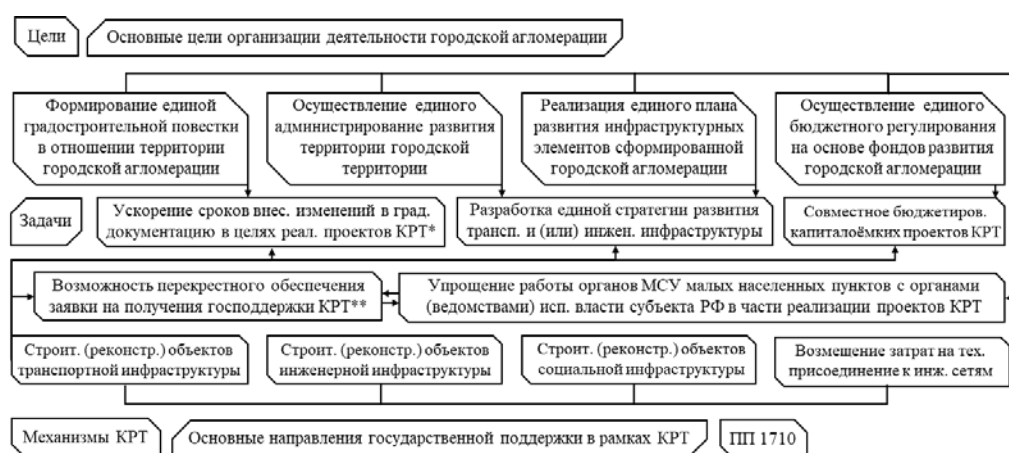 Цели
Основные цели организации деятельности городской агломерации
Формирование единой
градостроительной повестки
в отношении территории
городской агломерации
Осуществление единого
администрирование развития
территории городской
территории
Реализация единого плана
развития инфраструктурных
элементов сформированной
городской агломерации
Осуществление единого
бюджетного регулирования
на основе фондов развития
городской агломерации
Задачи
Ускорение сроков внес. изменений в град.
документацию в целях реал. проектов КРТ*
Разработка единой стратегии развития
трансп. и (или) инжен. инфраструктуры
Совместное бюджетиров.
капиталоёмких проектов КРТ
Возможность перекрестного обеспечения
заявки на получения господдержки КРТ**
Упрощение работы органов МСУ малых населенных пунктов с органами
(ведомствами) исп. власти субъекта РФ в части реализации проектов КРТ
Строит. (реконстр.) объектов
транспортной инфраструктуры
Строит. (реконстр.) объектов
инженерной инфраструктуры
Строит. (реконстр.) объектов
социальной инфраструктуры
Возмещение затрат на тех.
присоединение к инж. сетям
Механизмы КРТ
Основные направления государственной поддержки в рамках КРТ
ПП 1710